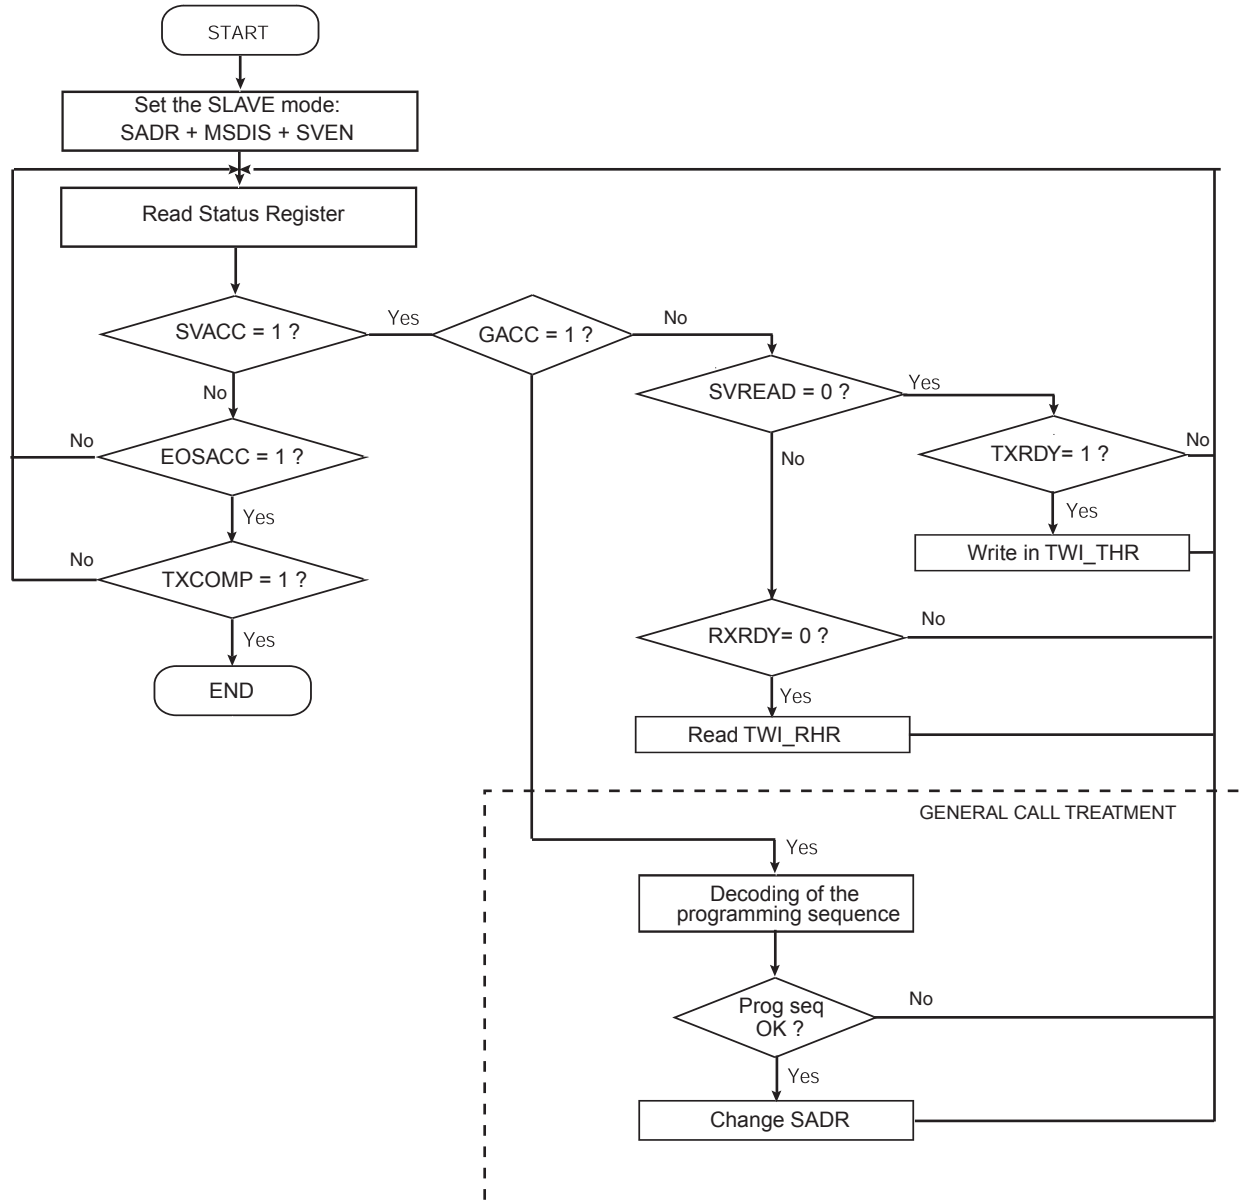 START
Set the SLAVE mode:
SADR + MSDIS + SVEN
Read Status Register
SVACC = 1 ?
Yes
GACC = 1 ?
No
SVREAD = 0 ?
Yes
No
EOSACC = 1 ?
No
No
TXRDY= 1 ?
No
Yes
Yes
Write in TWI_THR
TXCOMP = 1 ?
No
RXRDY= 0 ?
No
Yes
END
Yes
Read TWI_RHR
GENERAL CALL TREATMENT
Yes
Decoding of the
programming sequence
Prog seq
OK ?
No
Yes
Change SADR